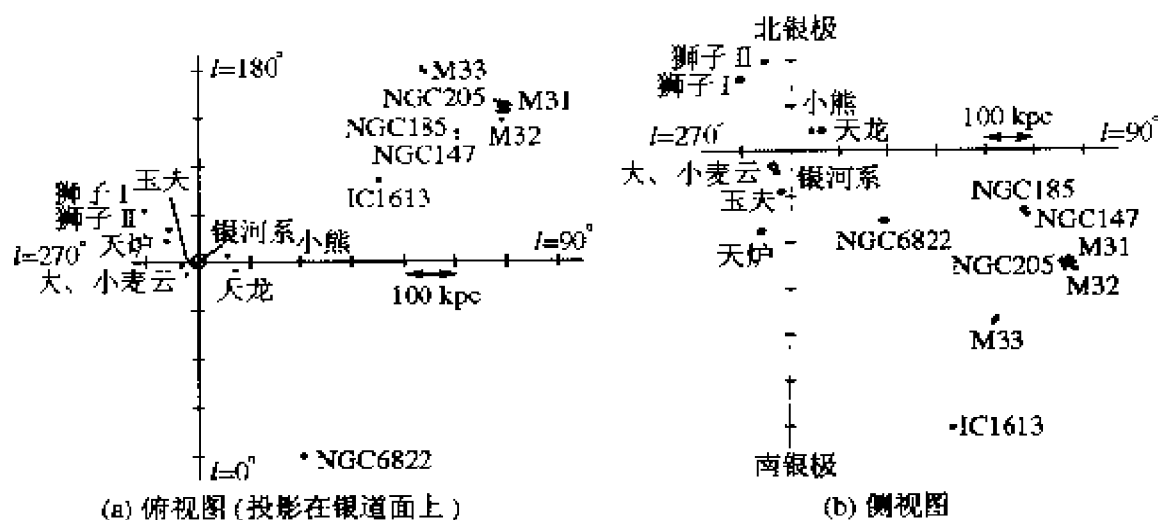 l=180°
M33
NGC205
M31
NGC185
M32
NGC147
IC1613
狮子 I
玉夫
狮子 II
天炉
银河系
小熊
l=270°
l=90°
大、小麦云
天龙
100 kpc
NGC6822
l=0°
(a) 俯视图(投影在银道面上)
北银极
狮子 II
狮子 I
小熊
天龙
100 kpc
l=270°
l=90°
大、小麦云
银河系
玉夫
NGC185
NGC147
天炉
NGC6822
M31
NGC205
M32
M33
IC1613
南银极
(b) 侧视图